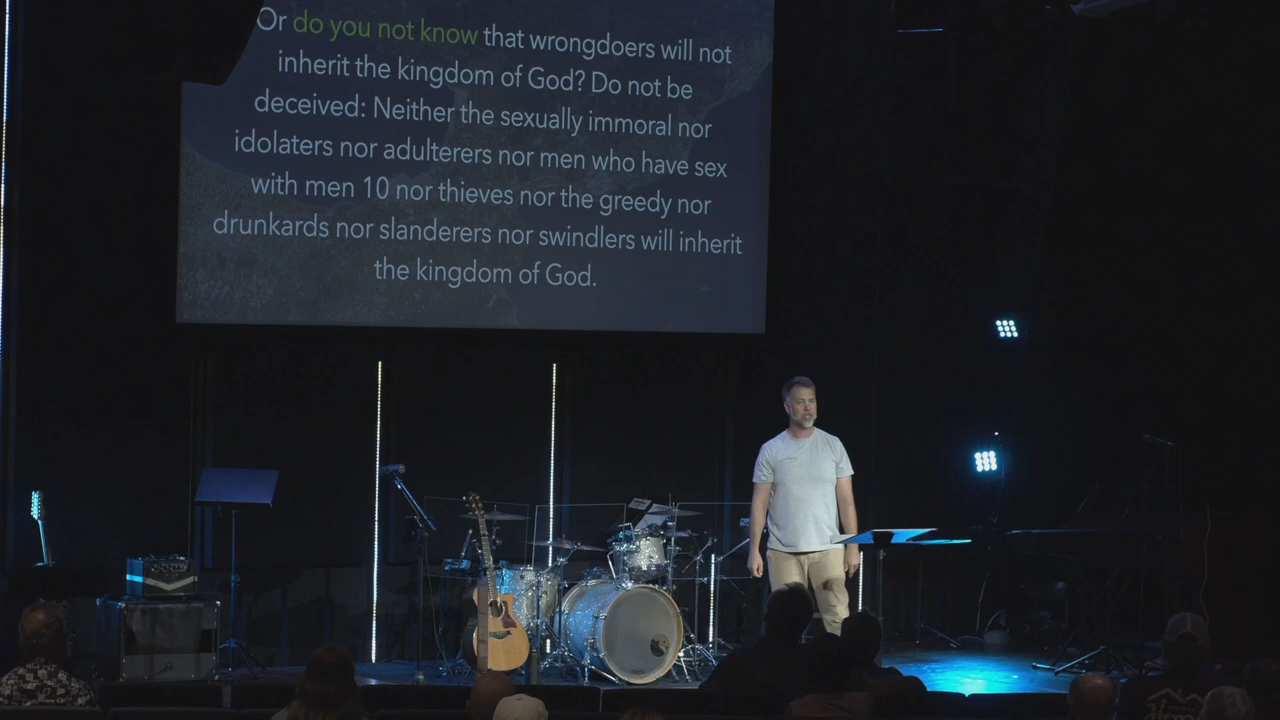 Or do you not know that wrongdoers will not
inherit the kingdom of God? Do not be
deceived: Neither the sexually immoral nor
idolaters nor adulterers nor men who have sex
with men 10 nor thieves nor the greedy nor
drunkards nor slanderers nor swindlers will inherit
the kingdom of God.